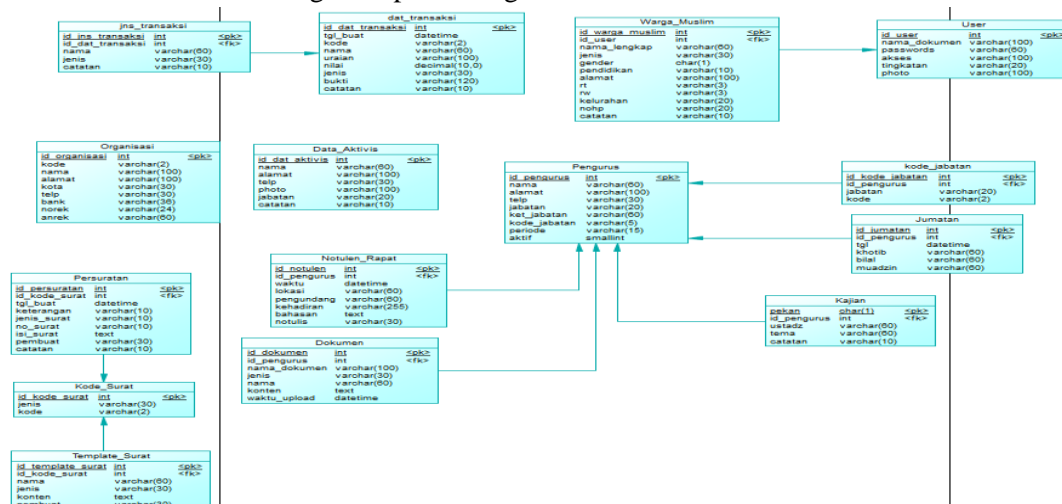 jns_transaksi
id_jns_transaksi int <pk>
id_dat_transaksi int <fk>
nama varchar(60)
jenis varchar(30)
catatan varchar(10)
dat_transaksi
id_dat_transaksi int <pk>
tgl_buat datetime
kode varchar(2)
nama varchar(60)
uraian varchar(100)
nilai decimal(10,0)
jenis varchar(30)
bukti varchar(120)
catatan varchar(10)
Warga_Muslim
id_warga_muslim int <pk>
id_user int <fk>
nama_lengkap varchar(60)
jenis varchar(30)
gender char(1)
pendidikan varchar(10)
alamat varchar(100)
rt varchar(3)
rw varchar(3)
kelurahan varchar(20)
nohp varchar(20)
catatan varchar(10)
User
id_user int <pk>
nama_dokumen varchar(100)
passwords varchar(60)
akses varchar(100)
tingkatan varchar(20)
photo varchar(100)
Organisasi
id_organisasi int <pk>
kode varchar(2)
nama varchar(100)
alamat varchar(100)
kota varchar(30)
telp varchar(30)
bank varchar(36)
norek varchar(24)
anrek varchar(60)
Data_Aktivis
id_dat_aktivis int <pk>
nama varchar(60)
alamat varchar(100)
telp varchar(30)
photo varchar(100)
jabatan varchar(20)
catatan varchar(10)
Pengurus
id_pengurus int <pk>
nama varchar(60)
alamat varchar(100)
telp varchar(30)
jabatan varchar(20)
ket_jabatan varchar(60)
kode_jabatan varchar(5)
periode varchar(15)
aktif smallint
kode_jabatan
id_kode_jabatan int <pk>
id_pengurus int <fk>
jabatan varchar(20)
kode varchar(2)
Jumatan
id_jumatan int <pk>
id_pengurus int <fk>
tgl datetime
khotib varchar(60)
bilal varchar(60)
muadzin varchar(60)
Notulen_Rapat
id_notulen int <pk>
id_pengurus int <fk>
waktu datetime
lokasi varchar(60)
pengundang varchar(60)
kehadiran varchar(255)
bahasan text
notulis varchar(30)
Persuratan
id_persuratan int <pk>
id_kode_surat int <fk>
tgl_buat datetime
keterangan varchar(10)
jenis_surat varchar(10)
no_surat varchar(10)
isi_surat text
pembuat varchar(30)
catatan varchar(10)
Kajian
pekan char(1) <pk>
id_pengurus int <fk>
ustadz varchar(60)
tema varchar(60)
catatan varchar(10)
Dokumen
id_dokumen int <pk>
id_pengurus int <fk>
nama_dokumen varchar(100)
jenis varchar(30)
nama varchar(60)
konten text
waktu_upload datetime
Kode_Surat
id_kode_surat int <pk>
jenis varchar(30)
kode varchar(2)
Template_Surat
id_template_surat int <pk>
id_kode_surat int <fk>
nama varchar(60)
jenis varchar(30)
konten text